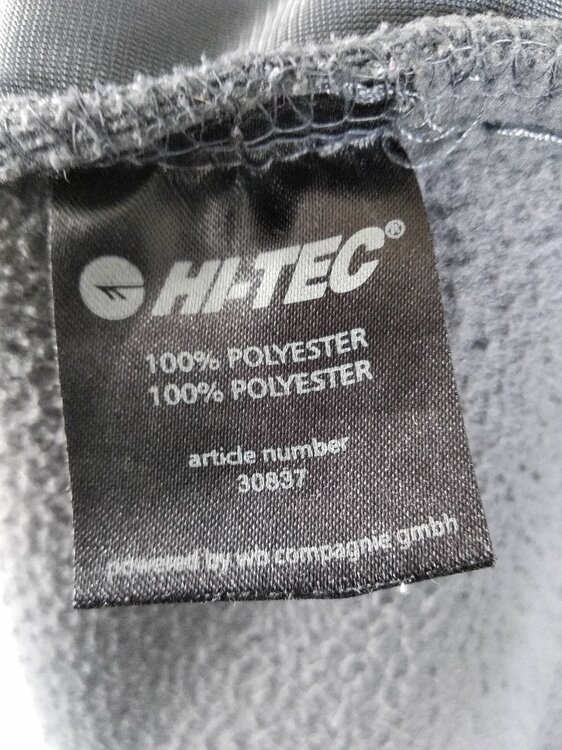 HI-TEC®
100% POLYESTER
100% POLYESTER
article number
30837
powered by wb compagnie gmbh